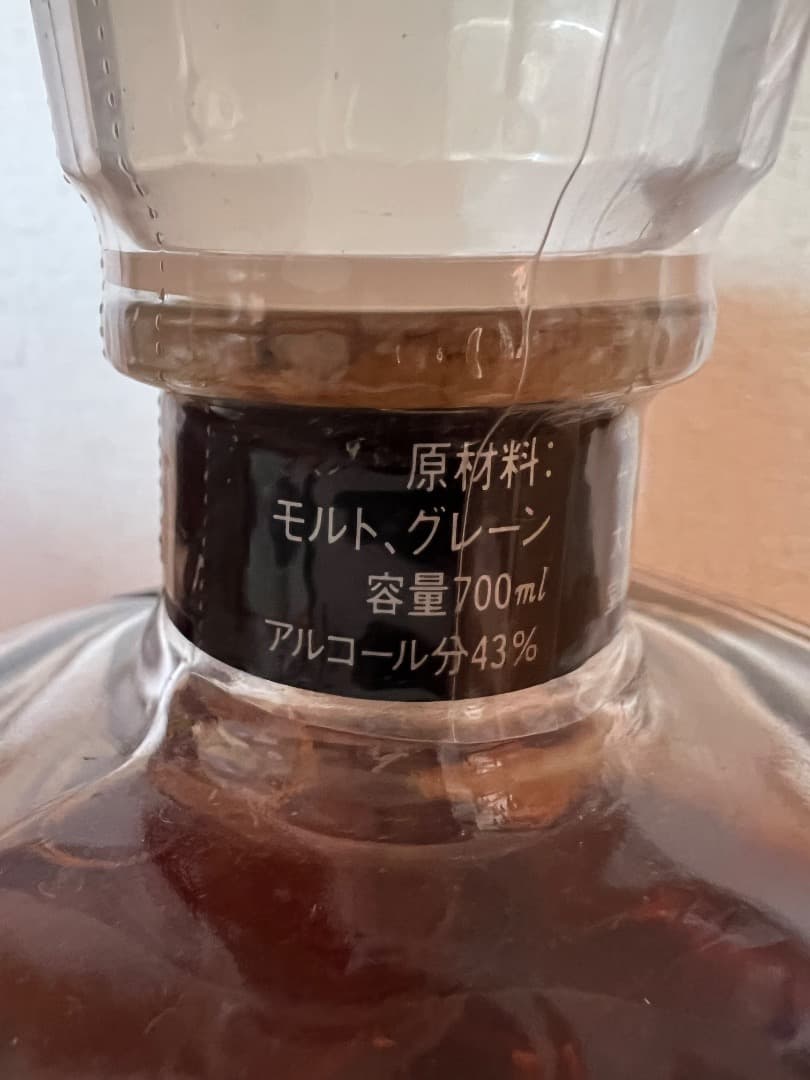 原材料:
モルト、グレーン
容量700ml
アルコール分43%